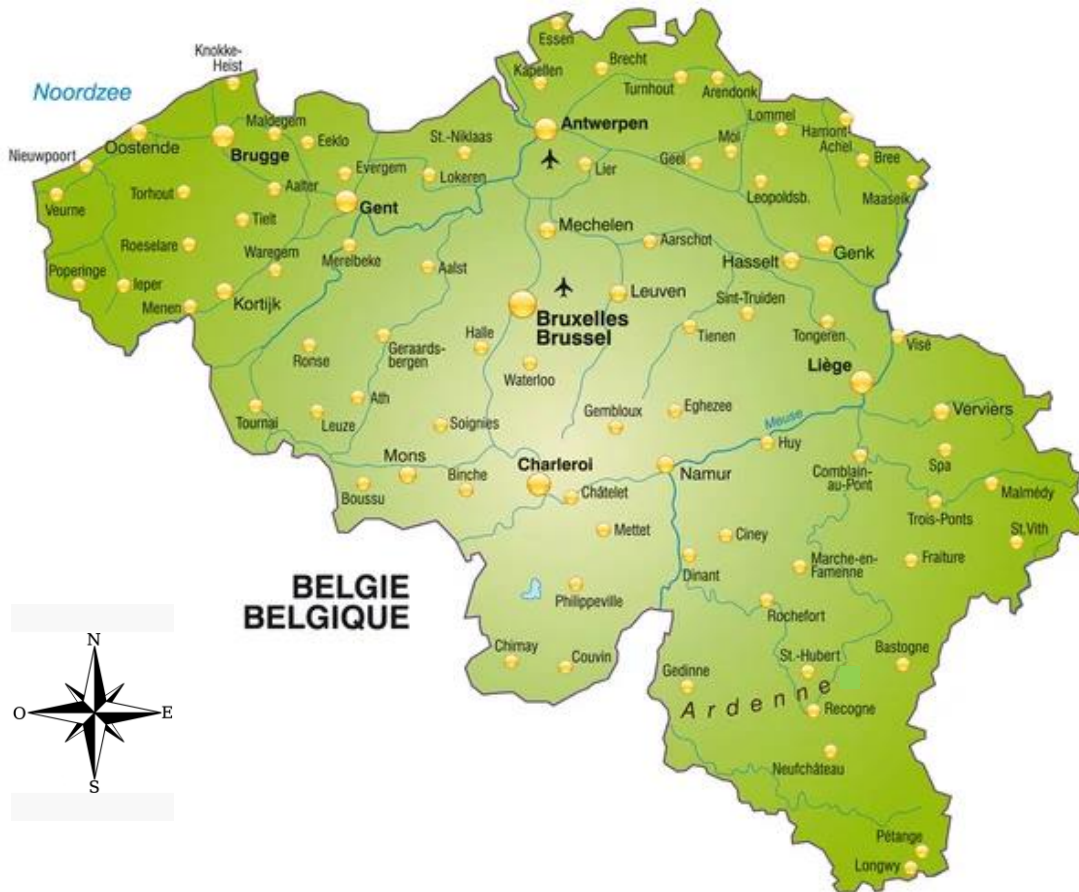 Essen
Knokke-
Heist
Brecht
Kapellen
Noordzee
Turnhout
Arendonk
Lommel
Maldegem
Antwerpen
Hamont-
Achel
Eeklo
St.-Niklaas
Mol
Oostende
Brugge
Nieuwpoort
Geel
Bree
Evergem
Lier
Lokeren
Torhout
Aalter
Leopoldsb.
Maaseik
Veurne
Gent
Tielt
Mechelen
Roeselare
Aarschot
Genk
Waregem
Merelbeke
Hasselt
Poperinge
Ieper
Aalst
Leuven
Sint-Truiden
Menen
Kortijk
Bruxelles
Brussel
Halle
Tienen
Tongeren
Visé
Ronse
Geraards-
bergen
Liège
Waterloo
Ath
Gembloux
Eghezee
Meuse
Verviers
Tournai
Leuze
Soignies
Huy
Mons
Charleroi
Spa
Binche
Namur
Comblain-
au-Pont
Boussu
Châtelet
Malmédy
Trois-Ponts
Mettet
Ciney
St.Vith
Marche-en-
Famenne
Fraiture
Dinant
BELGIE
BELGIQUE
Philippeville
Rochefort
N
Chimay
Couvin
St.-Hubert
Bastogne
Gedinne
Ardenne
O
E
Recogne
Neufchâteau
S
Pétange
Longwy